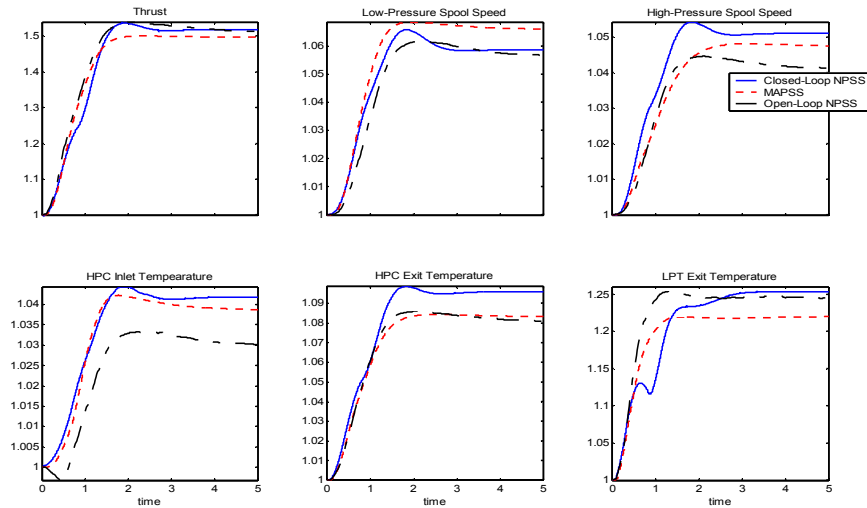 Thrust
1.5
1.4
1.3
1.2
1.1
1
0 1 2 3 4 5
Low-Pressure Spool Speed
1.06
1.05
1.04
1.03
1.02
1.01
1
0 1 2 3 4 5
High-Pressure Spool Speed
1.05
1.04
1.03
1.02
1.01
1
0 1 2 3 4 5
Closed-Loop NPSS
MAPSS
Open-Loop NPSS
HPC Inlet Tempearature
1.04
1.035
1.03
1.025
1.02
1.015
1.01
1.005
1
0 1 2 3 4 5
time
HPC Exit Temperature
1.09
1.08
1.07
1.06
1.05
1.04
1.03
1.02
1.01
1
0 1 2 3 4 5
time
LPT Exit Temperature
1.25
1.2
1.15
1.1
1.05
1
0 1 2 3 4 5
time